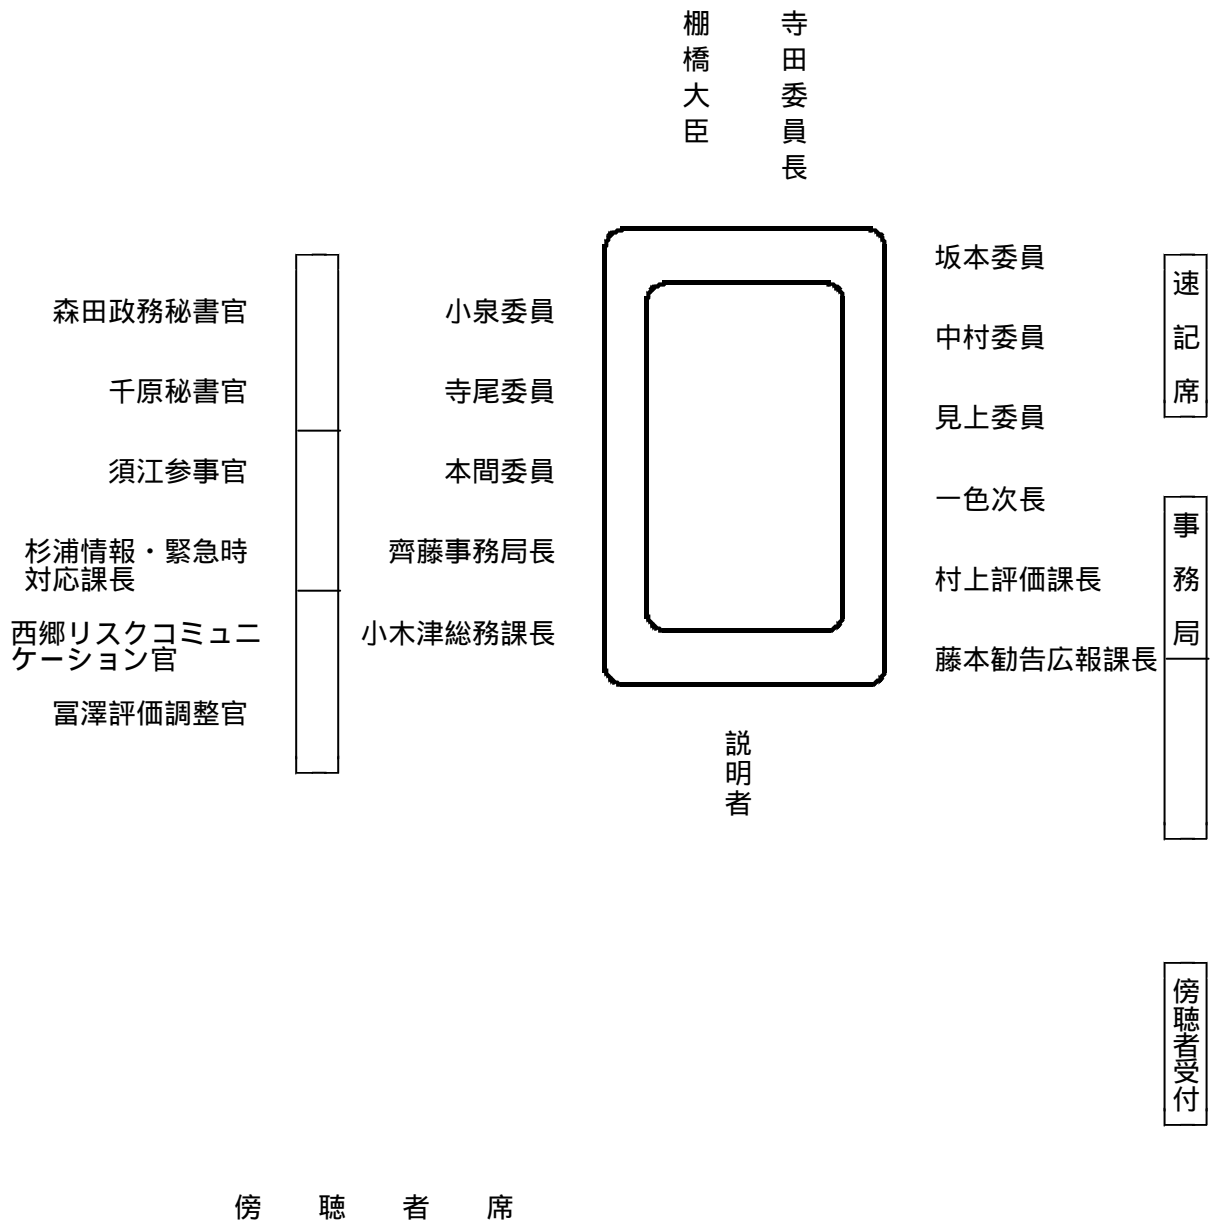 棚橋大臣
寺田委員長
森田政務秘書官
千原秘書官
須江参事官
杉浦情報・緊急時
対応課長
西郷リスクコミュニ
ケーション官
冨澤評価調整官
小泉委員
寺尾委員
本間委員
齊藤事務局長
小木津総務課長
坂本委員
中村委員
見上委員
一色次長
村上評価課長
藤本勧告広報課長
速記席
事務局
説明者
傍聴者受付
傍聴者席